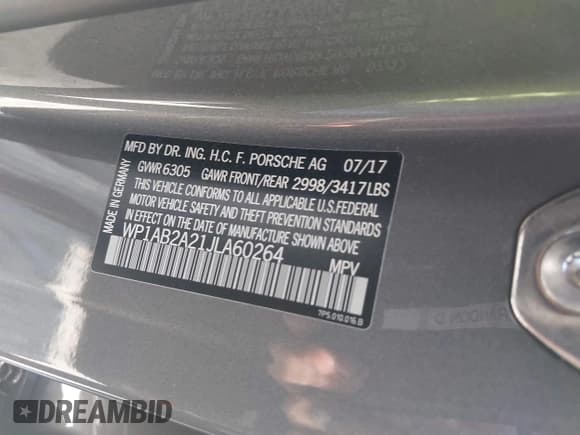 MFD BY DR. ING. H.C. F. PORSCHE AG 07/17
GVWR 6305 GAWR FRONT/REAR 2998/3417LBS
THIS VEHICLE CONFORMS TO ALL APPLICABLE U.S.FEDERAL
MOTOR VEHICLE SAFETY AND THEFT PREVENTION STANDARDS
IN EFFECT ON THE DATE OF MANUFACTURE SHOWN ABOVE
WP1AB2A21JLA60264
MPV
MADE IN GERMANY
7P5.010.016 B
DREAMBID